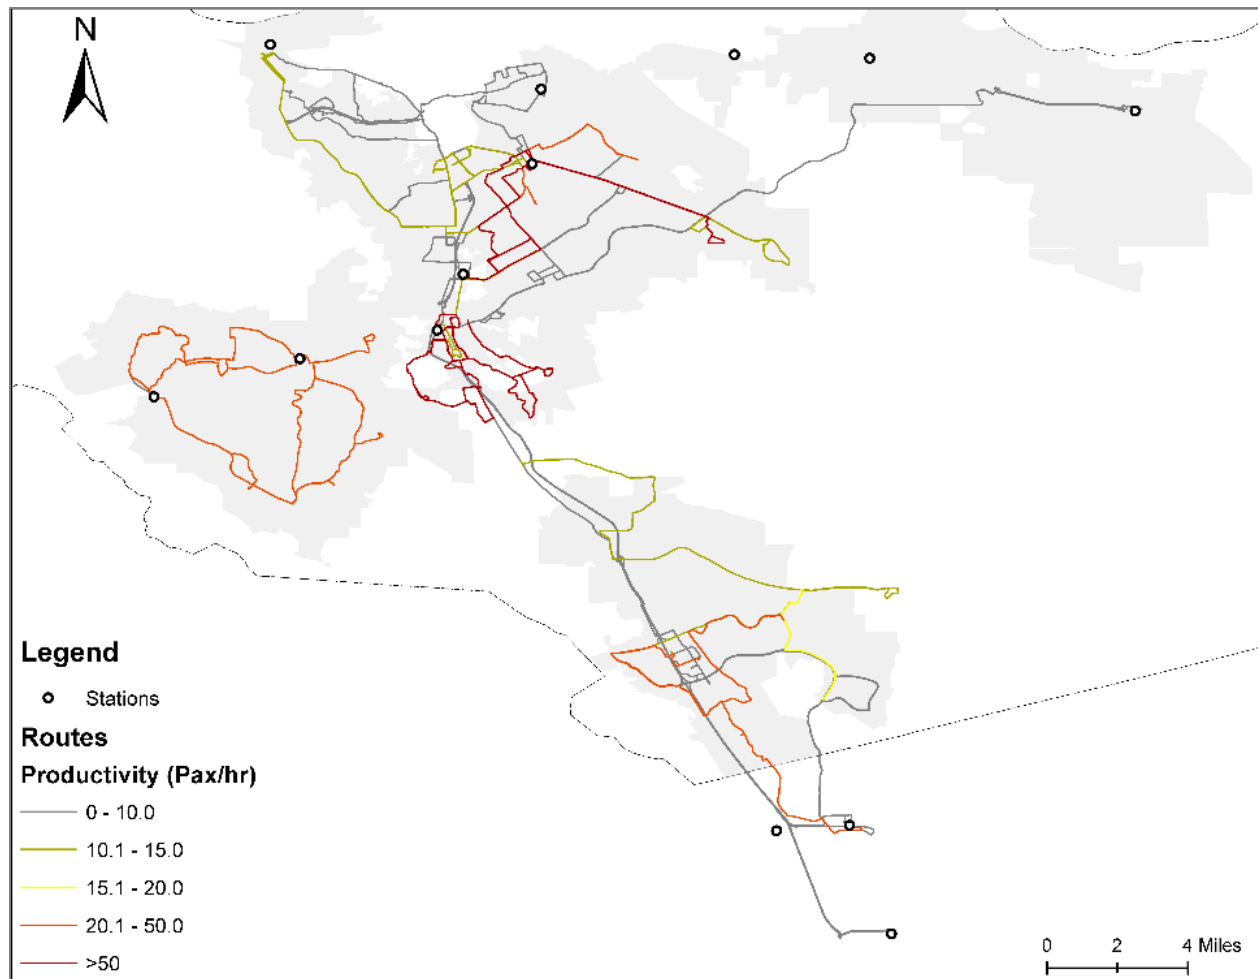 N
Legend
Stations
Routes
Productivity (Pax/hr)
0 - 10.0
10.1 - 15.0
15.1 - 20.0
20.1 - 50.0
>50
0 2 4 Miles